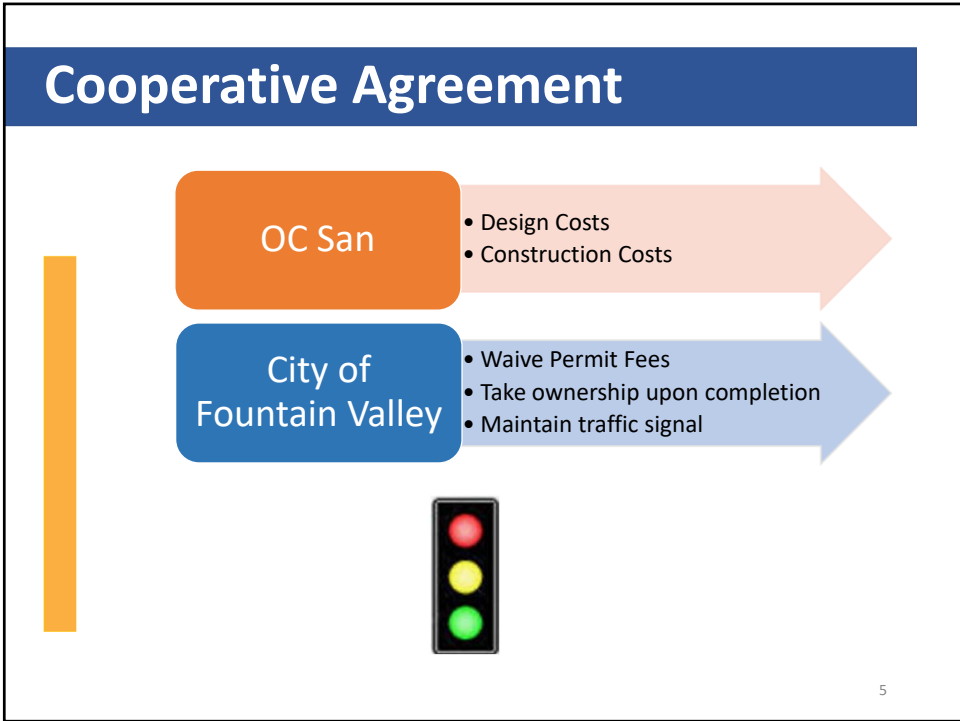 Cooperative Agreement
OC San
• Design Costs
• Construction Costs
City of
Fountain Valley
• Waive Permit Fees
• Take ownership upon completion
• Maintain traffic signal
5